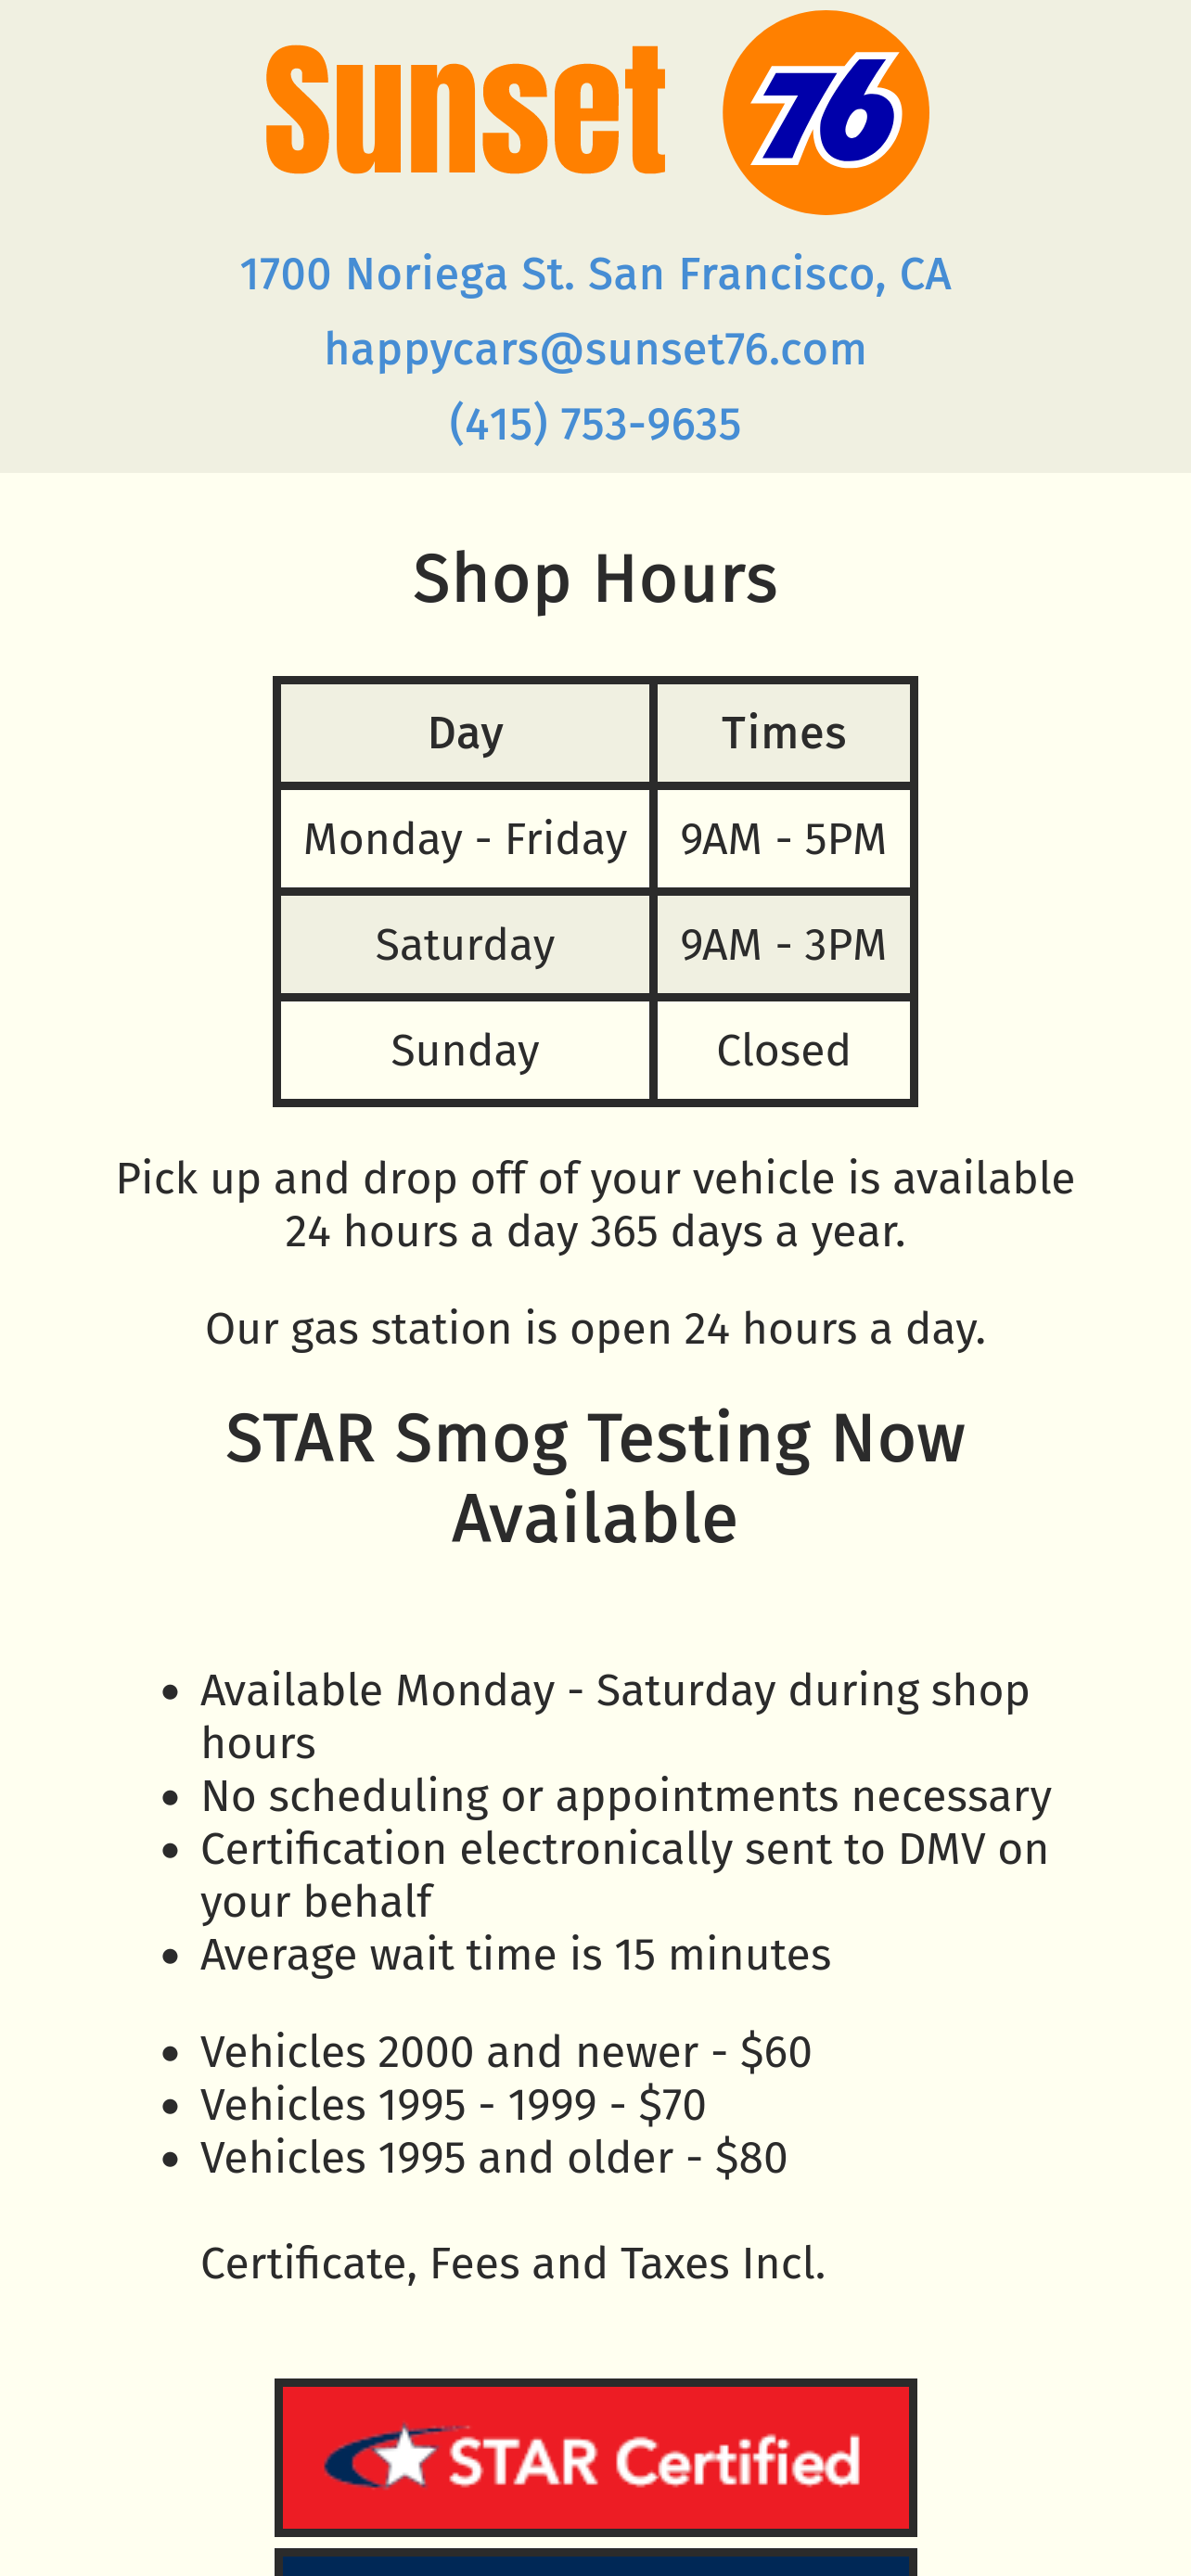 Sunset 76
1700 Noriega St. San Francisco, CA
happycars@sunset76.com
(415) 753-9635
Shop Hours
Day Times
Monday - Friday 9AM - 5PM
Saturday 9AM - 3PM
Sunday Closed
Pick up and drop off of your vehicle is available
24 hours a day 365 days a year.
Our gas station is open 24 hours a day.
STAR Smog Testing Now
Available
• Available Monday - Saturday during shop
hours
• No scheduling or appointments necessary
• Certification electronically sent to DMV on
your behalf
• Average wait time is 15 minutes
• Vehicles 2000 and newer - $60
• Vehicles 1995 - 1999 - $70
• Vehicles 1995 and older - $80
Certificate, Fees and Taxes Incl.
STAR Certified